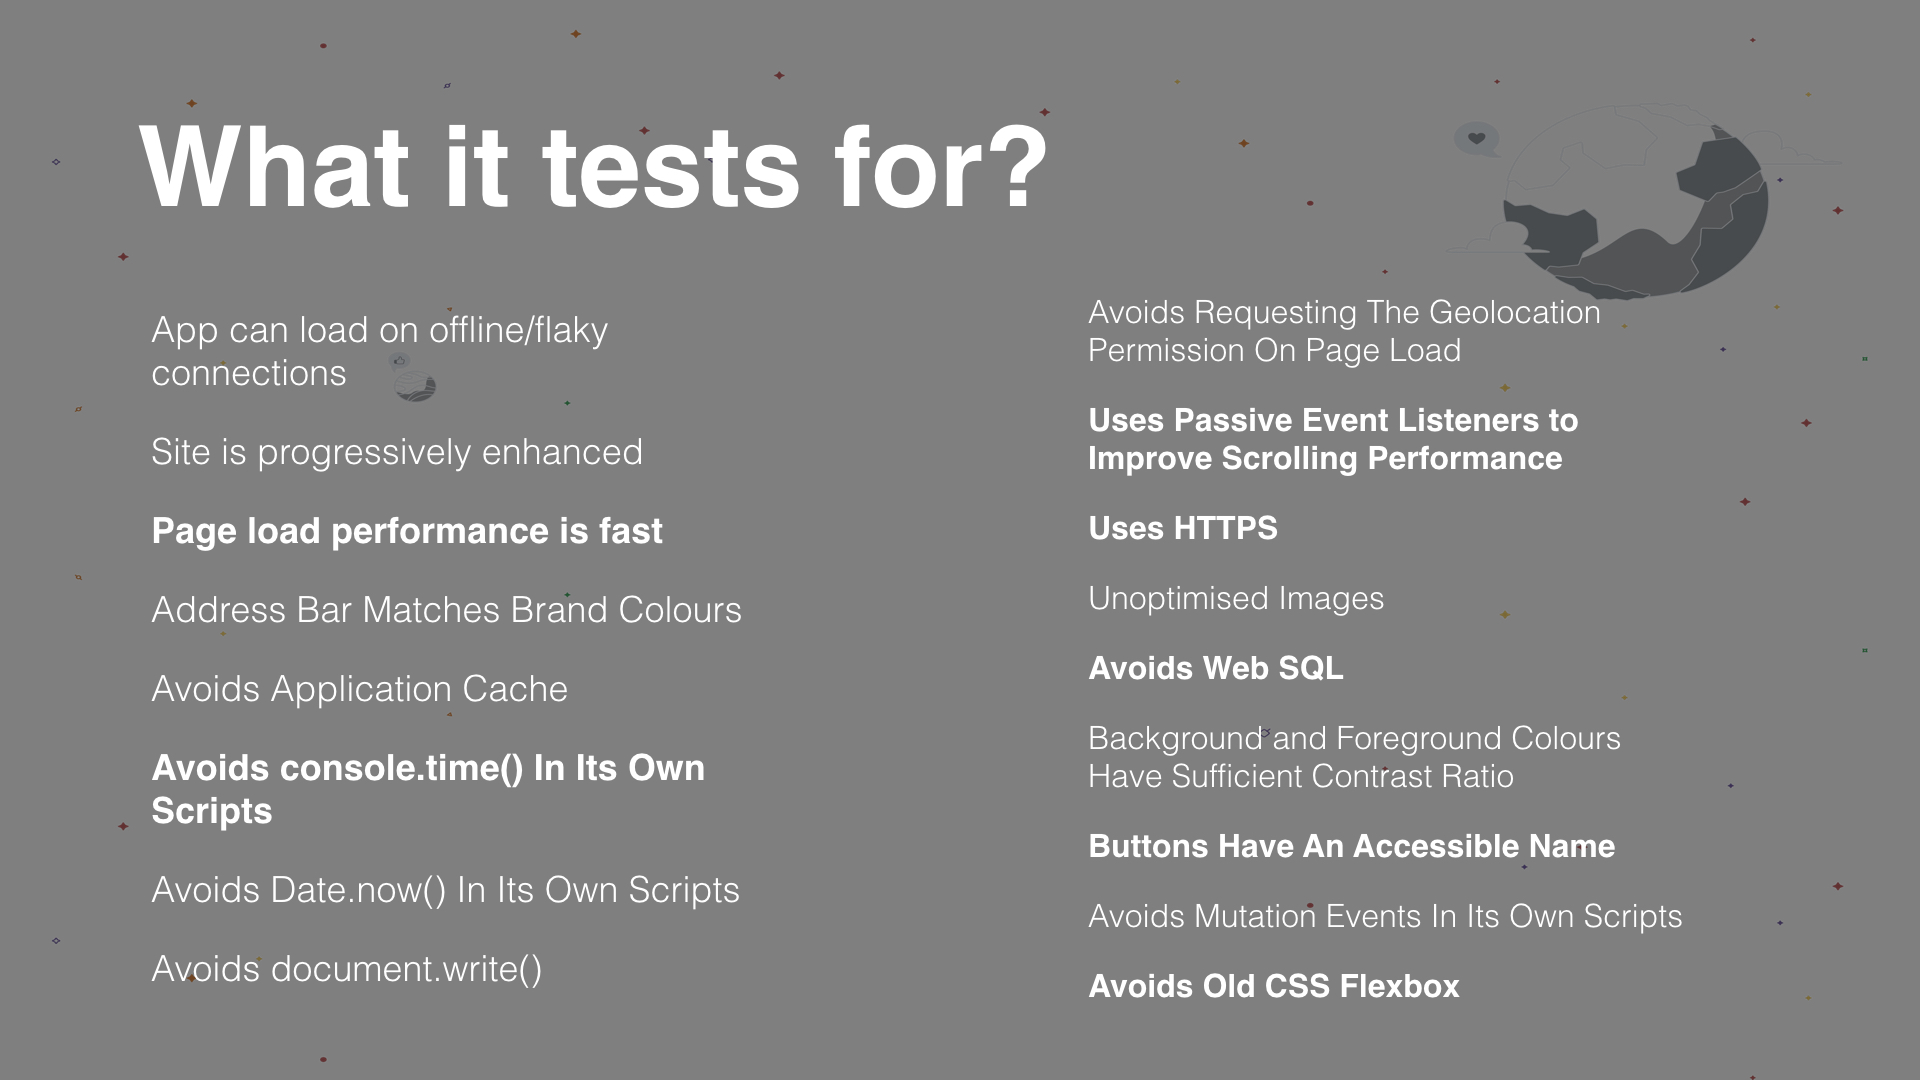 What it tests for?
App can load on offline/flaky
connections
Site is progressively enhanced
Page load performance is fast
Address Bar Matches Brand Colours
Avoids Application Cache
Avoids console.time() In Its Own
Scripts
Avoids Date.now() In Its Own Scripts
Avoids document.write()
Avoids Requesting The Geolocation
Permission On Page Load
Uses Passive Event Listeners to
Improve Scrolling Performance
Uses HTTPS
Unoptimised Images
Avoids Web SQL
Background and Foreground Colours
Have Sufficient Contrast Ratio
Buttons Have An Accessible Name
Avoids Mutation Events In Its Own Scripts
Avoids Old CSS Flexbox